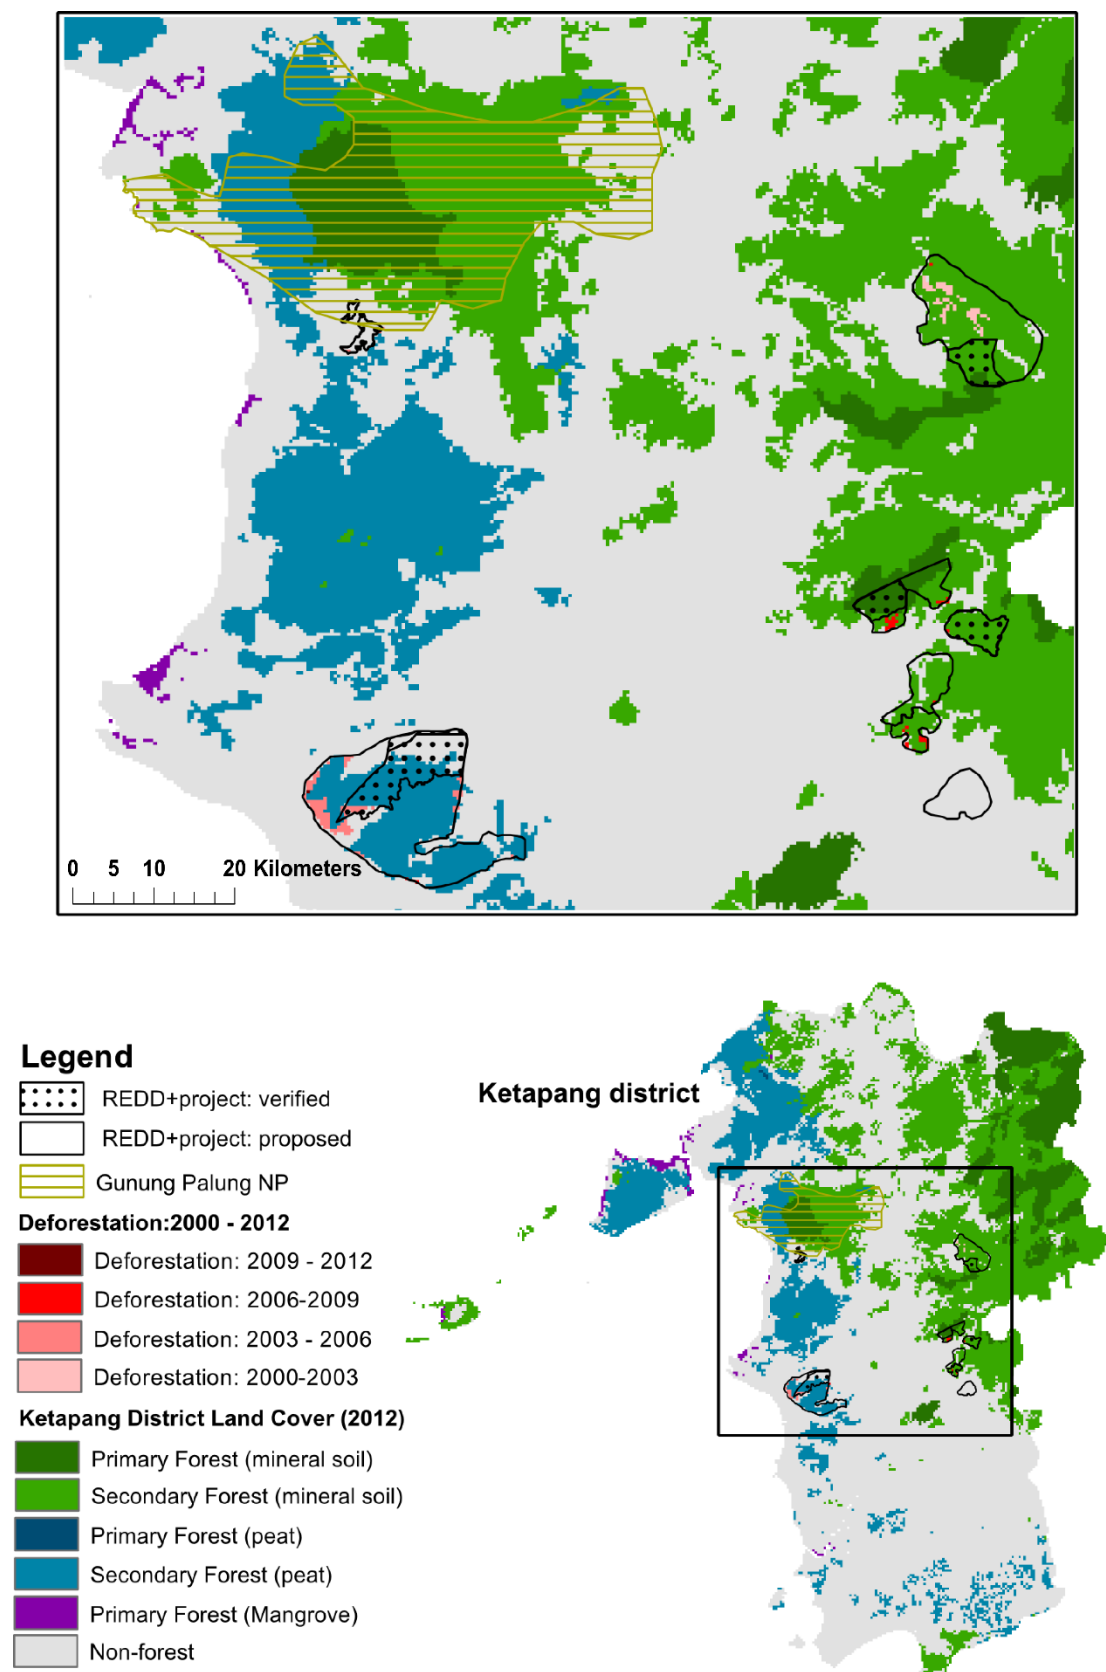 0 5 10 20 Kilometers
Ketapang district
Legend
REDD+project: verified
REDD+project: proposed
Gunung Palung NP
Deforestation:2000 - 2012
Deforestation: 2009 - 2012
Deforestation: 2006-2009
Deforestation: 2003 - 2006
Deforestation: 2000-2003
Ketapang District Land Cover (2012)
Primary Forest (mineral soil)
Secondary Forest (mineral soil)
Primary Forest (peat)
Secondary Forest (peat)
Primary Forest (Mangrove)
Non-forest